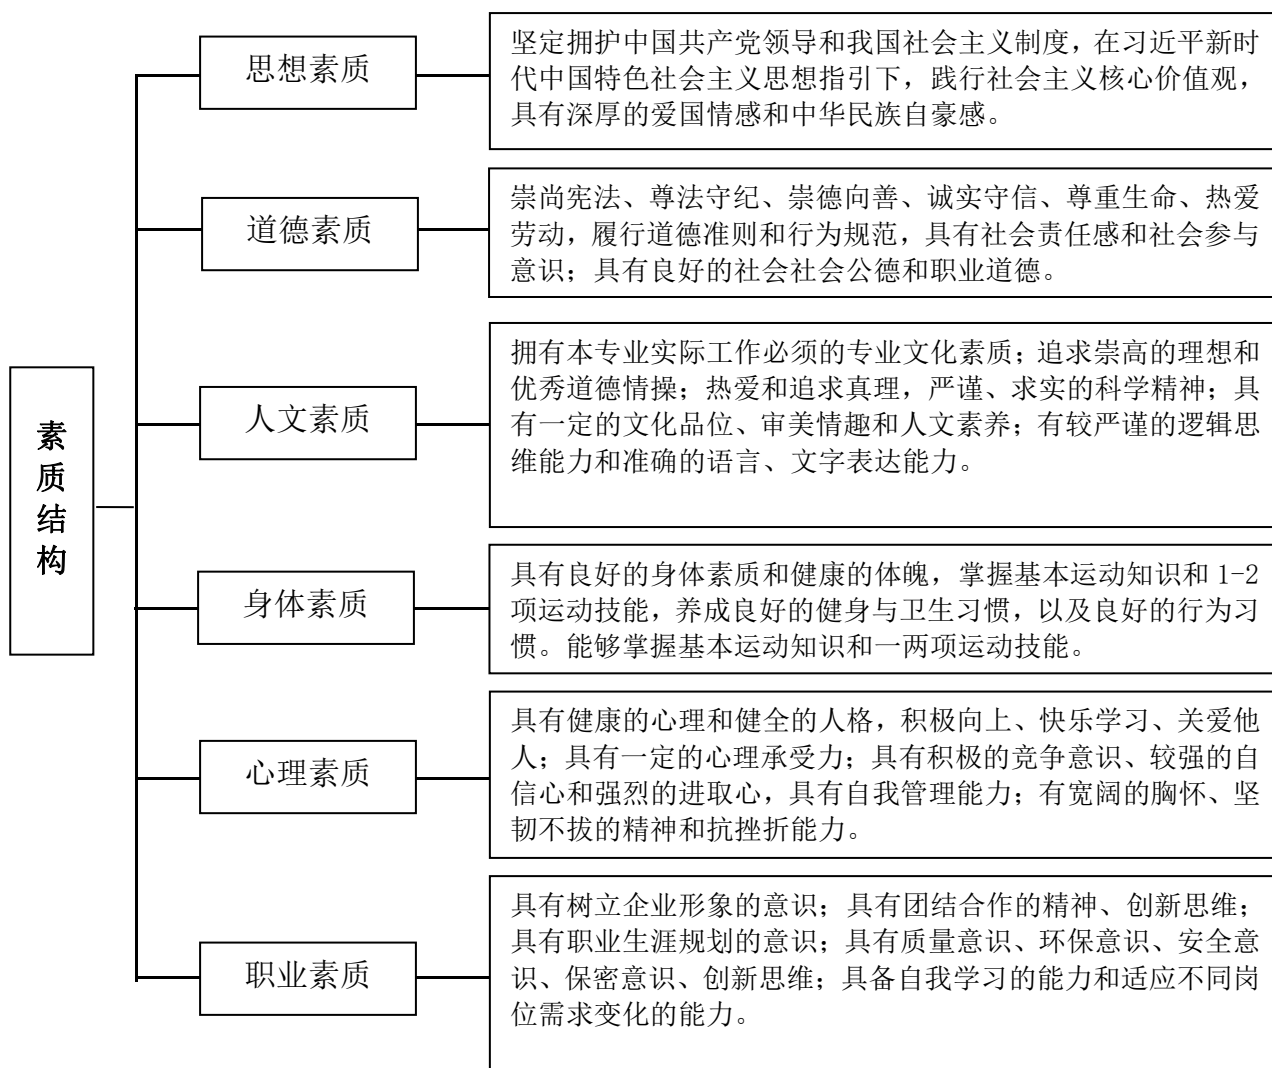 素
质
结
构
思想素质
坚定拥护中国共产党领导和我国社会主义制度，在习近平新时
代中国特色社会主义思想指引下，践行社会主义核心价值观，
具有深厚的爱国情感和中华民族自豪感。
道德素质
崇尚宪法、尊法守纪、崇德向善、诚实守信、尊重生命、热爱
劳动，履行道德准则和行为规范，具有社会责任感和社会参与
意识；具有良好的社会社会公德和职业道德。
人文素质
拥有本专业实际工作必须的专业文化素质；追求崇高的理想和
优秀道德情操；热爱和追求真理，严谨、求实的科学精神；具
有一定的文化品位、审美情趣和人文素养；有较严谨的逻辑思
维能力和准确的语言、文字表达能力。
身体素质
具有良好的身体素质和健康的体魄，掌握基本运动知识和 1-2
项运动技能，养成良好的健身与卫生习惯，以及良好的行为习
惯。能够掌握基本运动知识和一两项运动技能。
心理素质
具有健康的心理和健全的人格，积极向上、快乐学习、关爱他
人；具有一定的心理承受力；具有积极的竞争意识、较强的自
信心和强烈的进取心，具有自我管理能力；有宽阔的胸怀、坚
韧不拔的精神和抗挫折能力。
职业素质
具有树立企业形象的意识；具有团结合作的精神、创新思维；
具有职业生涯规划的意识；具有质量意识、环保意识、安全意
识、保密意识、创新思维；具备自我学习的能力和适应不同岗
位需求变化的能力。